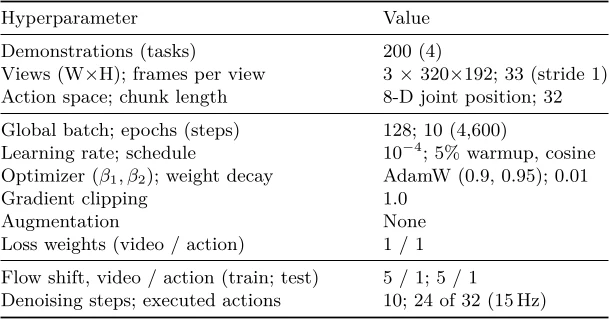 Hyperparameter Value
Demonstrations (tasks) 200 (4)
Views (W×H); frames per view 3 × 320×192; 33 (stride 1)
Action space; chunk length 8-D joint position; 32
Global batch; epochs (steps) 128; 10 (4,600)
Learning rate; schedule 10⁻⁴; 5% warmup, cosine
Optimizer (β₁, β₂); weight decay AdamW (0.9, 0.95); 0.01
Gradient clipping 1.0
Augmentation None
Loss weights (video / action) 1 / 1
Flow shift, video / action (train; test) 5 / 1; 5 / 1
Denoising steps; executed actions 10; 24 of 32 (15 Hz)